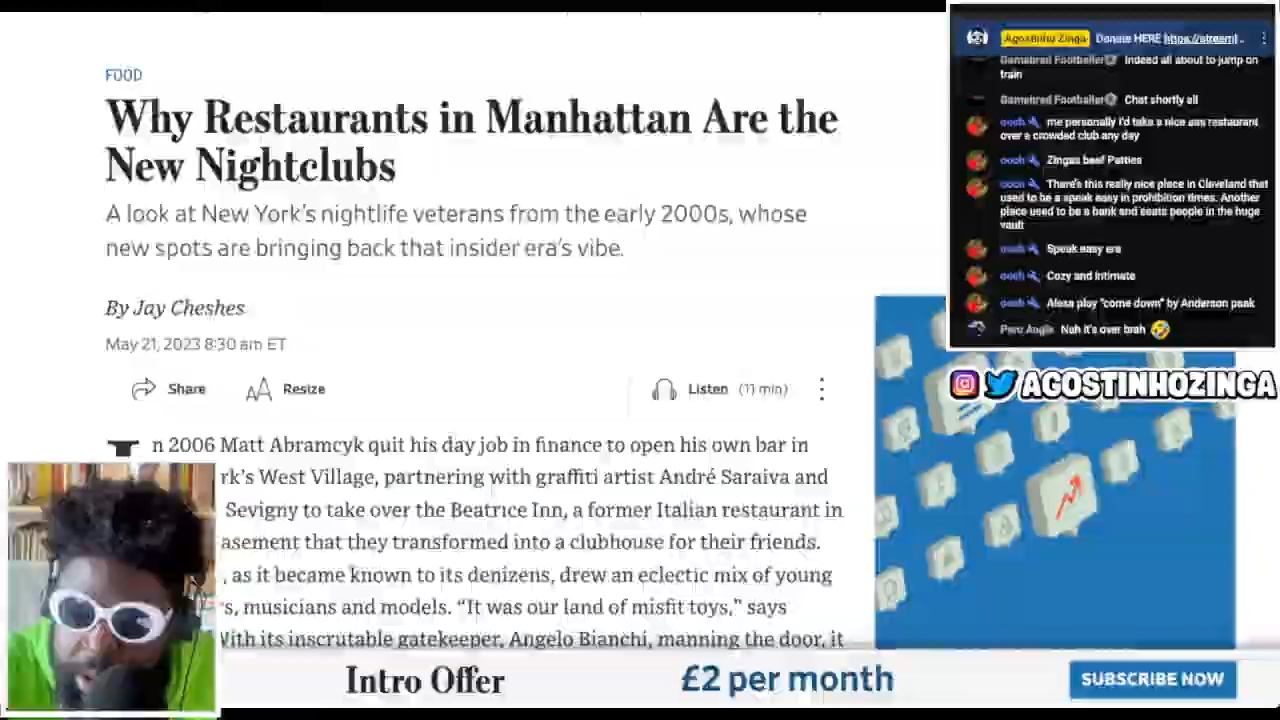 FOOD
Why Restaurants in Manhattan Are the
New Nightclubs
A look at New York's nightlife veterans from the early 2000s, whose
new spots are bringing back that insider era's vibe.
By Jay Cheshes
May 21, 2023 8:30 am ET
Share
Resize
Listen (11 min)
n 2006 Matt Abramcyk quit his day job in finance to open his own bar in
rk's West Village, partnering with graffiti artist André Saraiva and
Sevigny to take over the Beatrice Inn, a former Italian restaurant in
asement that they transformed into a clubhouse for their friends.
, as it became known to its denizens, drew an eclectic mix of young
s, musicians and models. “It was our land of misfit toys,” says
With its inscrutable gatekeeper, Angelo Bianchi, manning the door, it
Intro Offer
£2 per month
SUBSCRIBE NOW
Agostinho Zinga Donate HERE https://streaml...
Gamebred Footballer Indeed all about to jump on
train
Gamebred Footballer Chat shortly all
oooh me personally I'd take a nice ass restaurant
over a crowded club any day
oooh Zingas beef Patties
oooh There's this really nice place in Cleveland that
used to be a speak easy in prohibition times. Another
place used to be a bank and seats people in the huge
vault
oooh Speak easy era
oooh Cozy and intimate
oooh Alexa play "come down" by Anderson paak
Nah it's over brah
AGOSTINHOZINGA